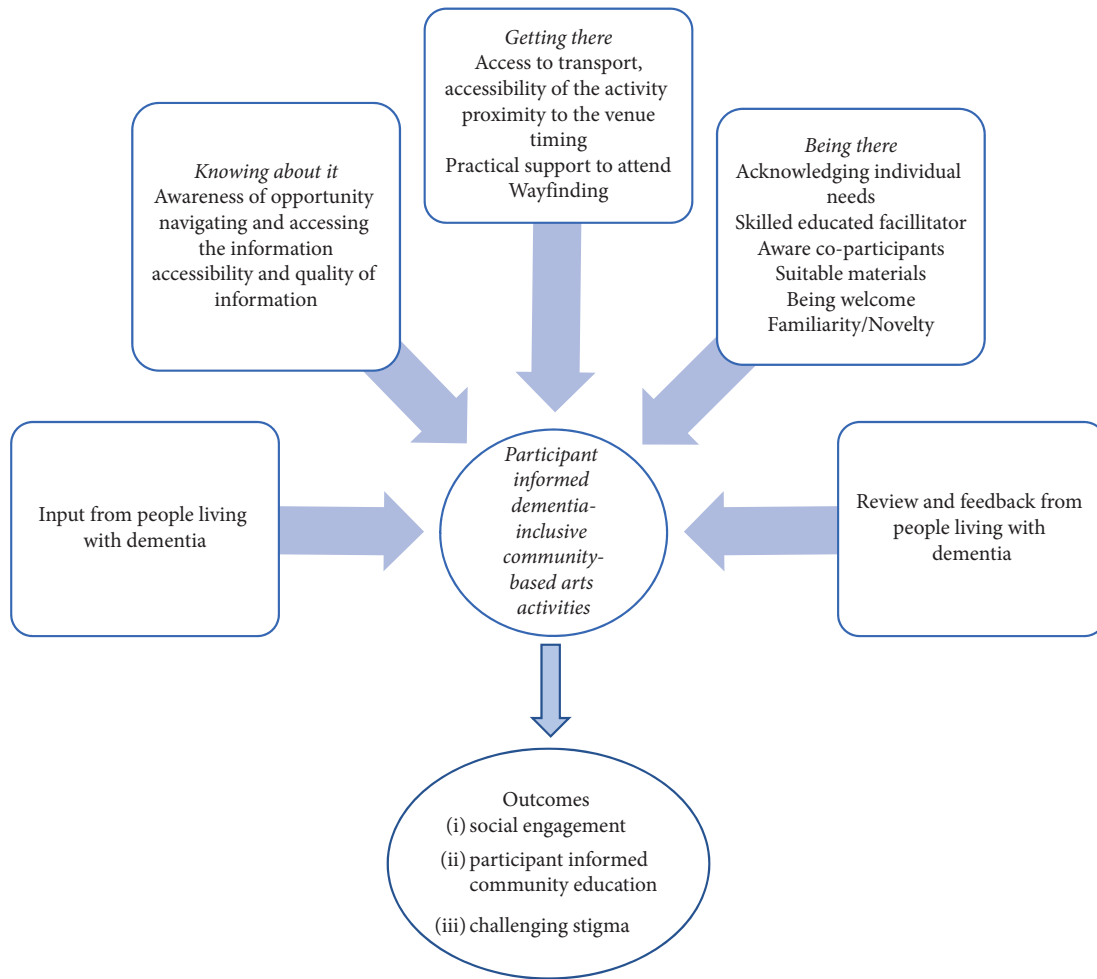 Getting there
Access to transport,
accessibility of the activity
proximity to the venue
timing
Practical support to attend
Wayfinding
Knowing about it
Awareness of opportunity
navigating and accessing
the information
accessibility and quality of
information
Being there
Acknowledging individual
needs
Skilled educated facillitator
Aware co-participants
Suitable materials
Being welcome
Familiarity/Novelty
Input from people living
with dementia
Participant
informed
dementia-
inclusive
community-
based arts
activities
Review and feedback from
people living with
dementia
Outcomes
(i) social engagement
(ii) participant informed
community education
(iii) challenging stigma